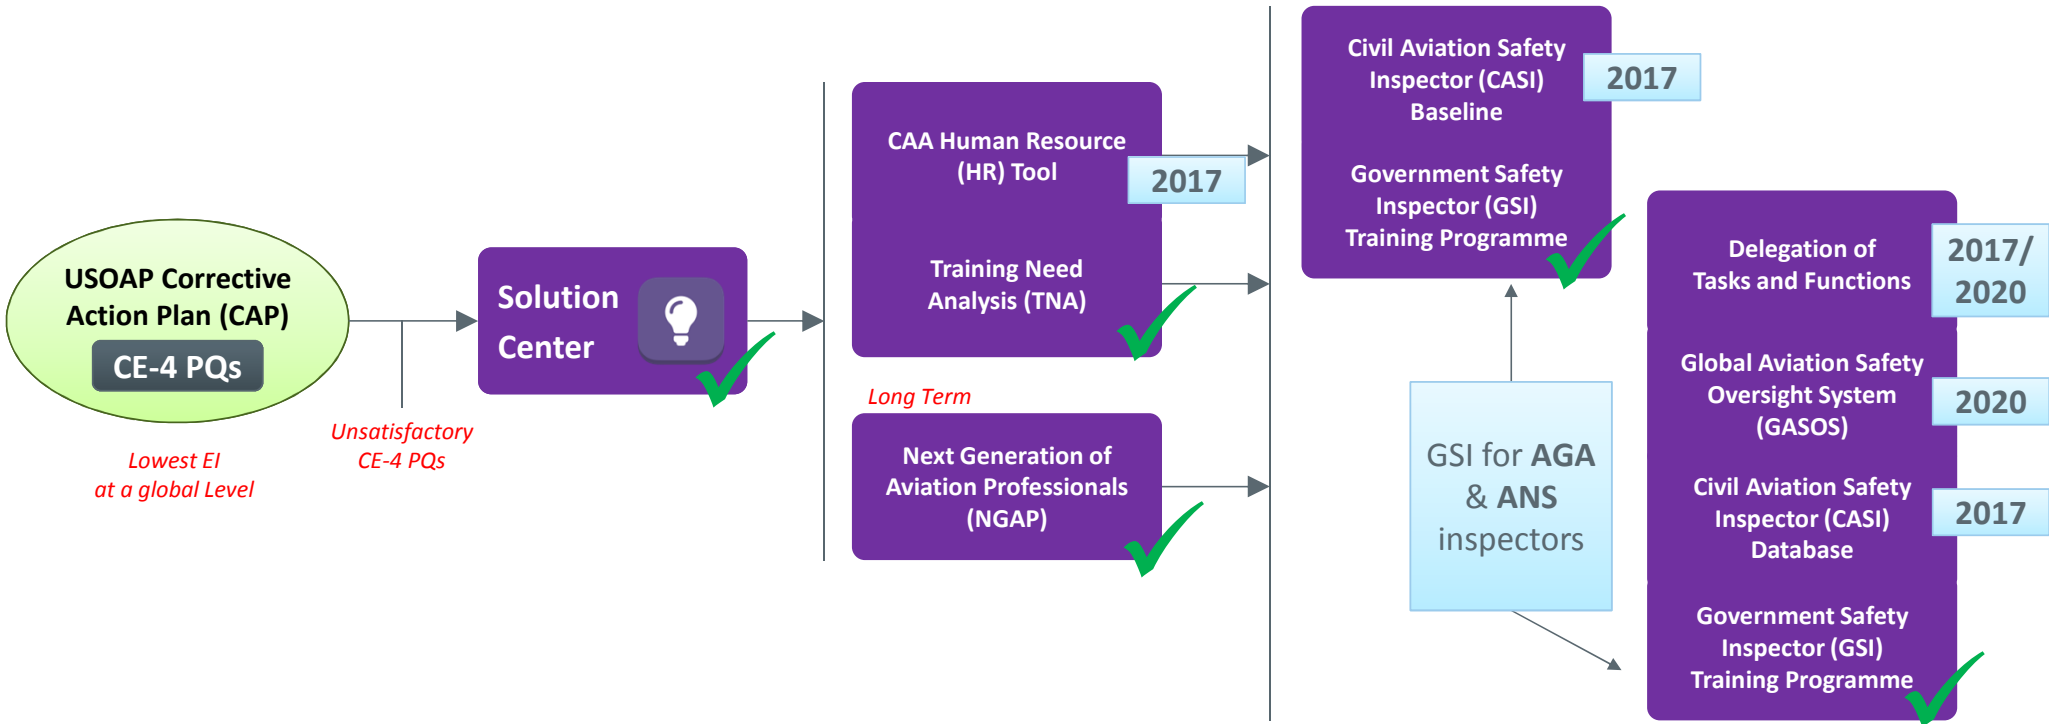 USOAP Corrective
Action Plan (CAP)
CE-4 PQs
Lowest EI
at a global Level
Unsatisfactory
CE-4 PQs
Solution
Center
CAA Human Resource
(HR) Tool
2017
Training Need
Analysis (TNA)
Long Term
Next Generation of
Aviation Professionals
(NGAP)
Civil Aviation Safety
Inspector (CASI)
Baseline
2017
Government Safety
Inspector (GSI)
Training Programme
GSI for AGA
& ANS
inspectors
Delegation of
Tasks and Functions
2017/
2020
Global Aviation Safety
Oversight System
(GASOS)
2020
Civil Aviation Safety
Inspector (CASI)
Database
2017
Government Safety
Inspector (GSI)
Training Programme